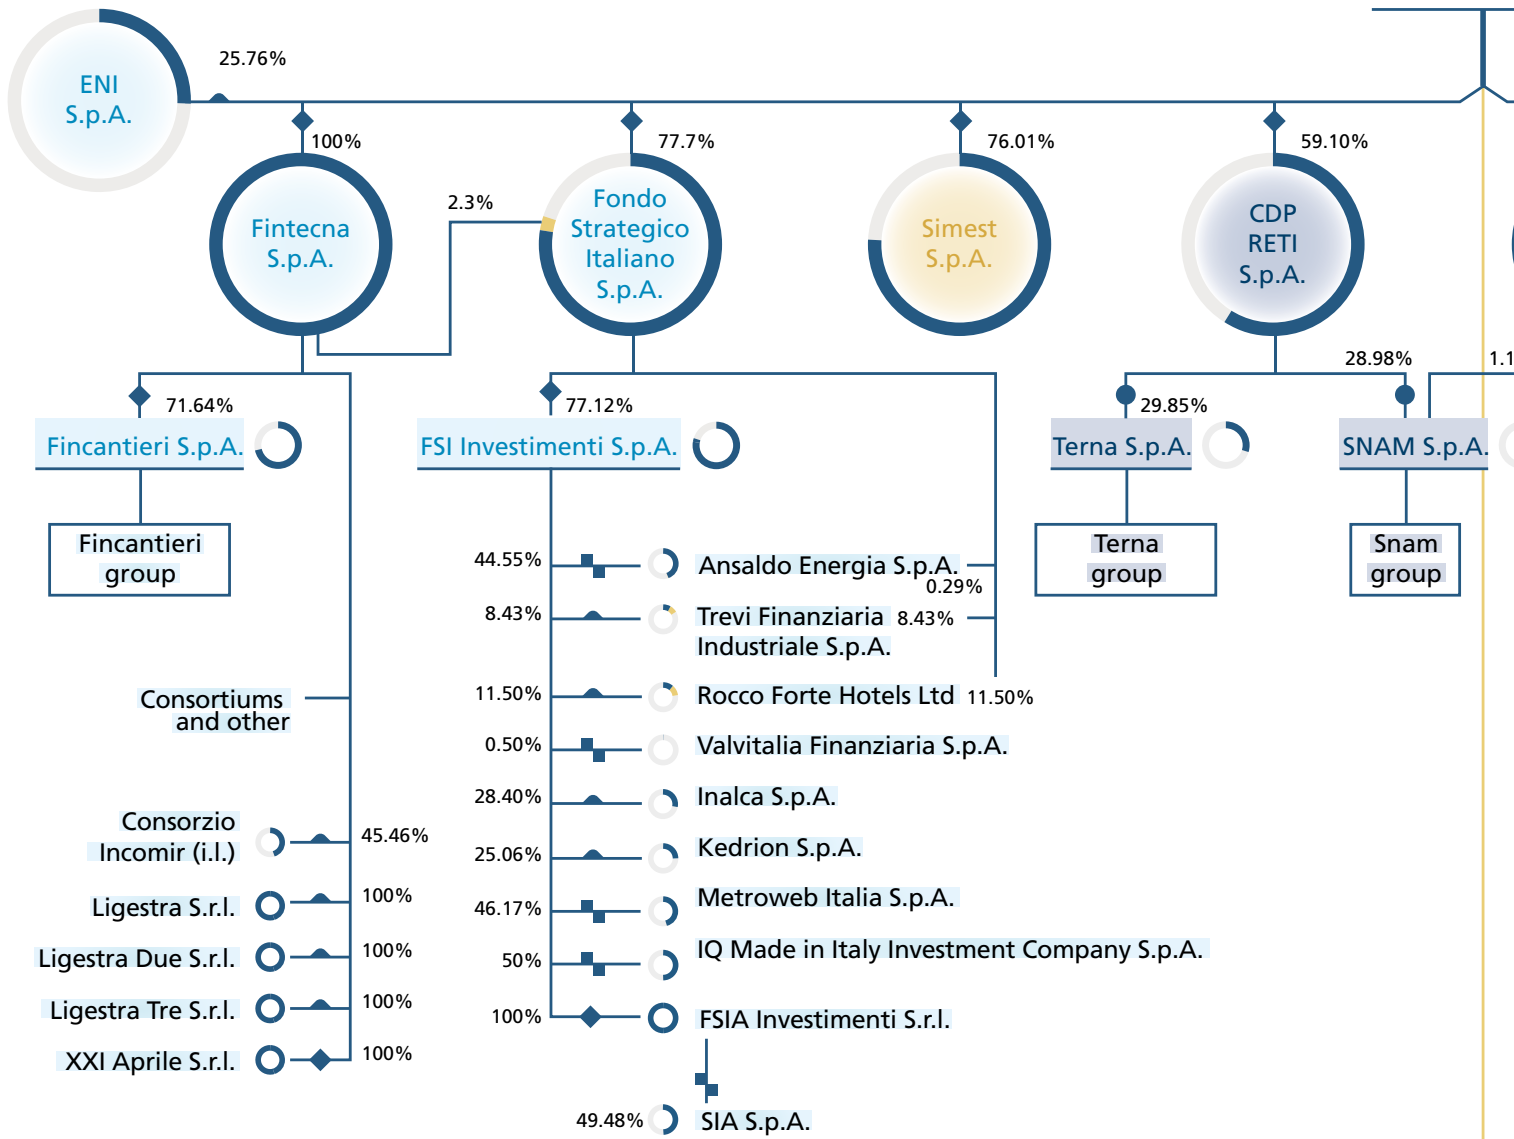 ENI
S.p.A.
25.76%
100%
77.7%
76.01%
59.10%
Fintecna
S.p.A.
2.3%
Fondo
Strategico
Italiano
S.p.A.
Simest
S.p.A.
CDP
RETI
S.p.A.
71.64%
77.12%
29.85%
28.98%
1.1
Fincantieri S.p.A.
FSI Investimenti S.p.A.
Terna S.p.A.
SNAM S.p.A.
Fincantieri
group
Terna
group
Snam
group
44.55%
Ansaldo Energia S.p.A.
0.29%
8.43%
Trevi Finanziaria
Industriale S.p.A.
8.43%
11.50%
Rocco Forte Hotels Ltd
11.50%
0.50%
Valvitalia Finanziaria S.p.A.
28.40%
Inalca S.p.A.
25.06%
Kedrion S.p.A.
46.17%
Metroweb Italia S.p.A.
50%
IQ Made in Italy Investment Company S.p.A.
100%
FSIA Investimenti S.r.l.
49.48%
SIA S.p.A.
Consortiums
and other
Consorzio
Incomir (i.l.)
45.46%
Ligestra S.r.l.
100%
Ligestra Due S.r.l.
100%
Ligestra Tre S.r.l.
100%
XXI Aprile S.r.l.
100%